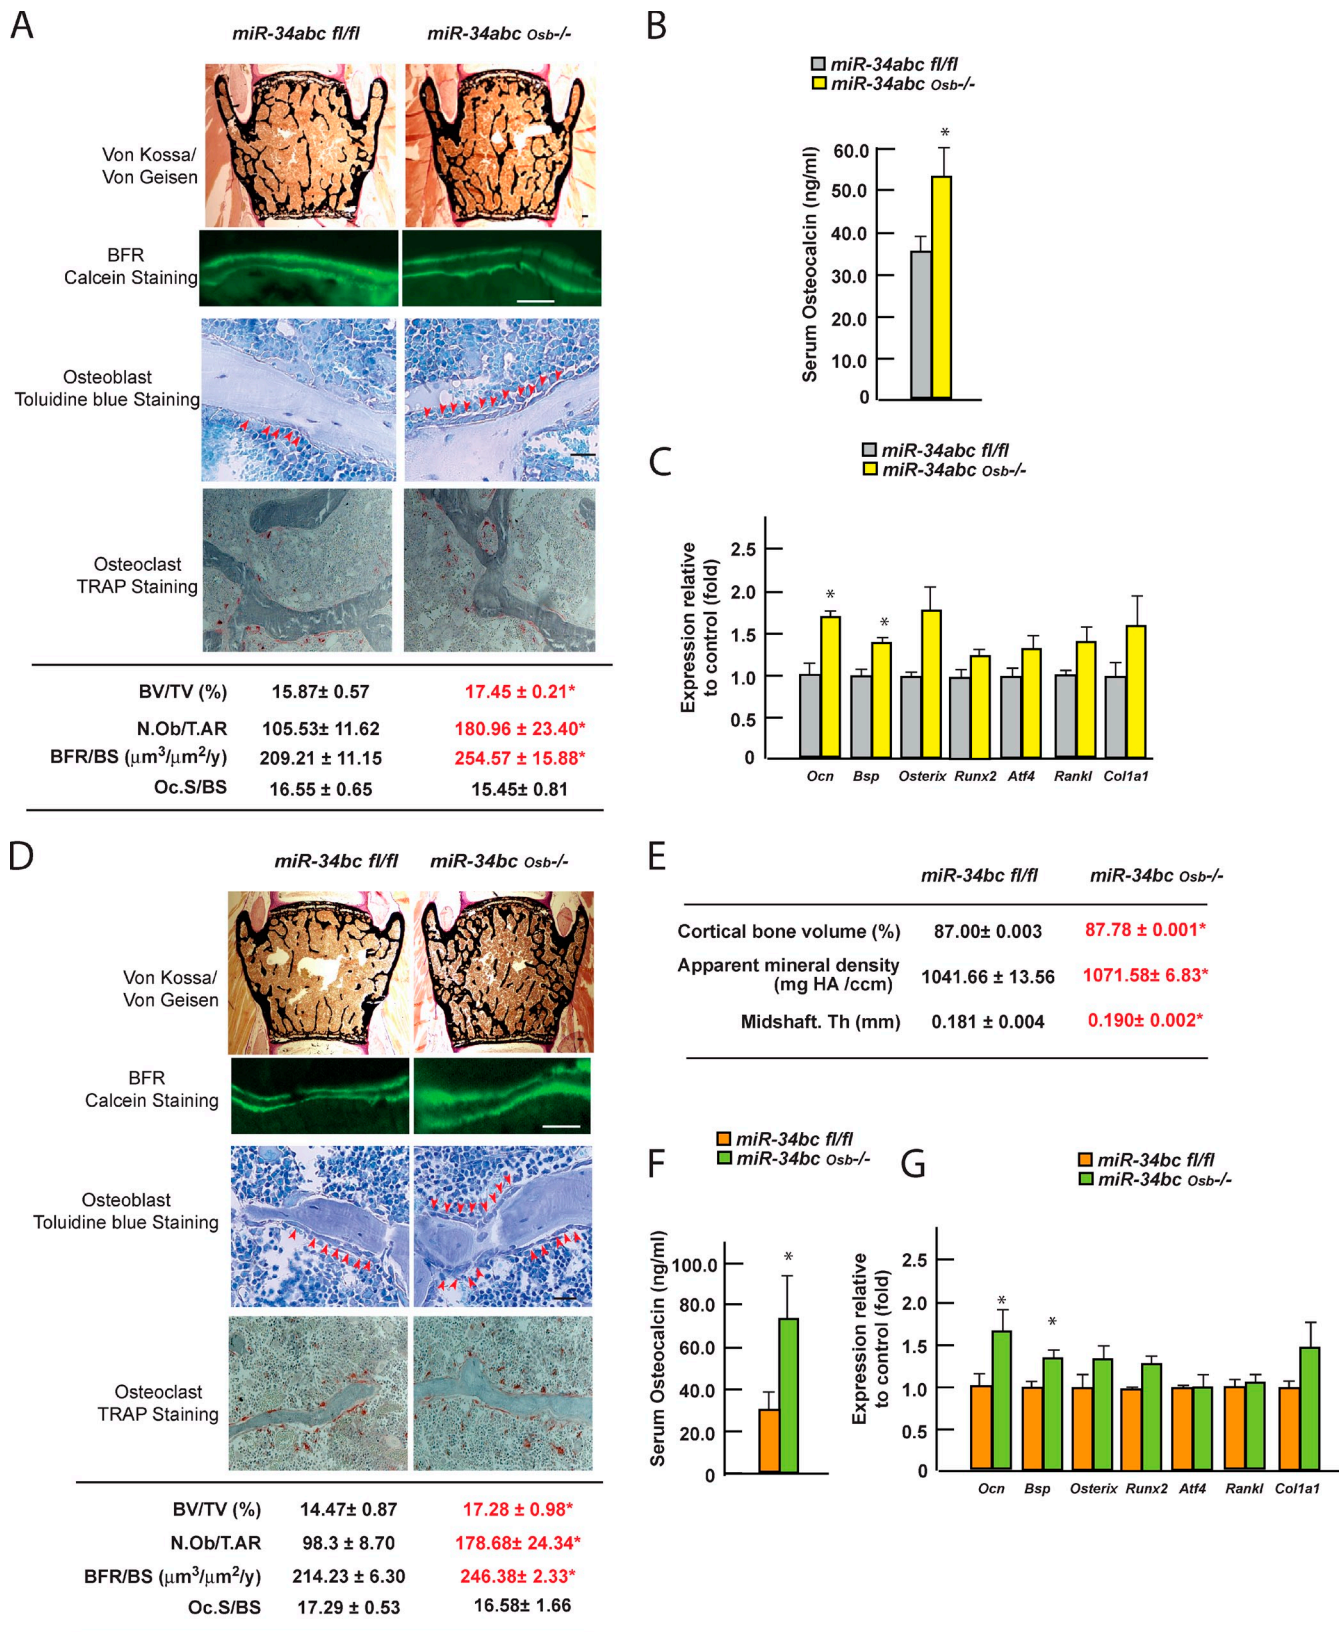 A
miR-34abc fl/fl
miR-34abc Osb-/-
Von Kossa/
Von Geisen
BFR
Calcein Staining
Osteoblast
Toluidine blue Staining
Osteoclast
TRAP Staining
BV/TV (%) 15.87± 0.57 17.45 ± 0.21*
N.Ob/T.AR 105.53± 11.62 180.96 ± 23.40*
BFR/BS (μm³/μm²/y) 209.21 ± 11.15 254.57 ± 15.88*
Oc.S/BS 16.55 ± 0.65 15.45± 0.81
B
miR-34abc fl/fl
miR-34abc Osb-/-
*
Serum Osteocalcin (ng/ml)
60.0
50.0
40.0
30.0
20.0
10.0
0
C
miR-34abc fl/fl
miR-34abc Osb-/-
Expression relative
to control (fold)
2.5
2.0
1.5
1.0
0.5
0
*
*
Ocn Bsp Osterix Runx2 Atf4 Rankl Col1a1
D
miR-34bc fl/fl
miR-34bc Osb-/-
Von Kossa/
Von Geisen
BFR
Calcein Staining
Osteoblast
Toluidine blue Staining
Osteoclast
TRAP Staining
BV/TV (%) 14.47± 0.87 17.28 ± 0.98*
N.Ob/T.AR 98.3 ± 8.70 178.68± 24.34*
BFR/BS (μm³/μm²/y) 214.23 ± 6.30 246.38± 2.33*
Oc.S/BS 17.29 ± 0.53 16.58± 1.66
E
miR-34bc fl/fl miR-34bc Osb-/-
Cortical bone volume (%) 87.00± 0.003 87.78 ± 0.001*
Apparent mineral density
(mg HA /ccm) 1041.66 ± 13.56 1071.58± 6.83*
Midshaft. Th (mm) 0.181 ± 0.004 0.190± 0.002*
F
miR-34bc fl/fl
miR-34bc Osb-/-
Serum Osteocalcin (ng/ml)
100.0
80.0
60.0
40.0
20.0
0
*
G
miR-34bc fl/fl
miR-34bc Osb-/-
Expression relative
to control (fold)
2.5
2.0
1.5
1.0
0.5
0
*
*
Ocn Bsp Osterix Runx2 Atf4 Rankl Col1a1